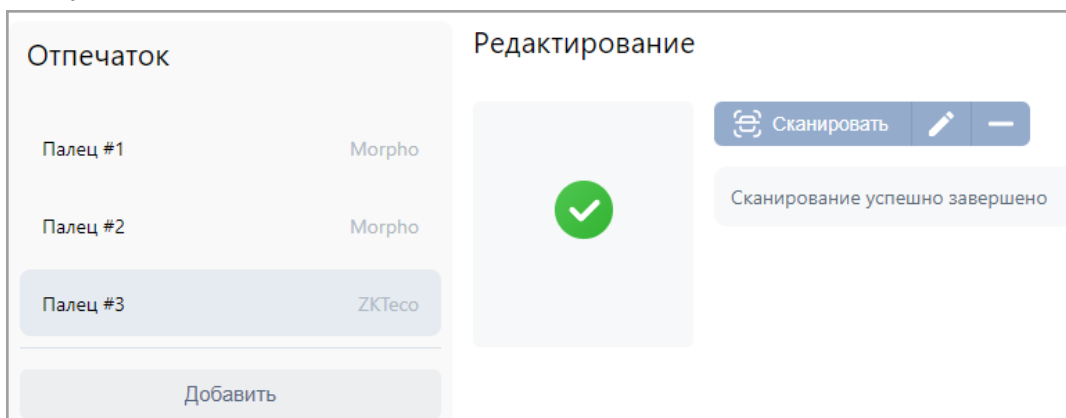 Отпечаток
Палец #1 Morpho
Палец #2 Morpho
Палец #3 ZKTeco
Добавить
Редактирование
Сканировать
Сканирование успешно завершено